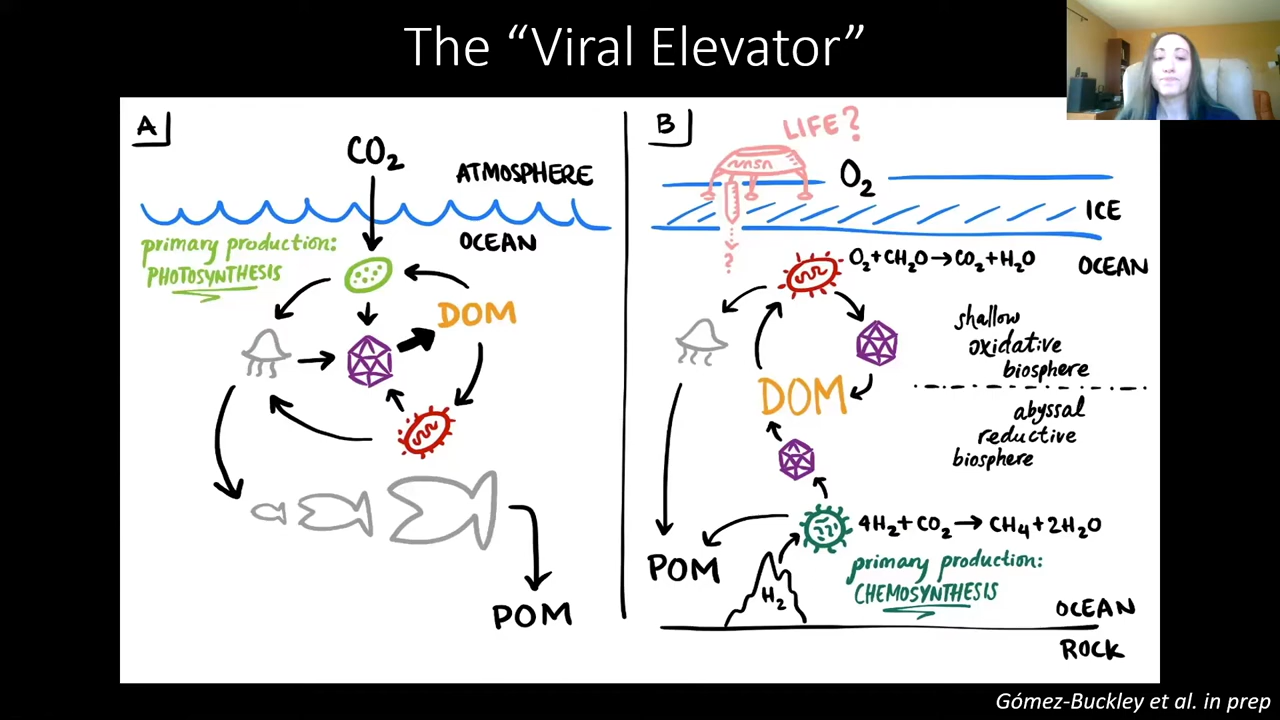 The “Viral Elevator”
A
CO₂
ATMOSPHERE
OCEAN
primary production:
PHOTOSYNTHESIS
DOM
POM
B
LIFE?
NASA
O₂
ICE
?
O₂+CH₂O→CO₂+H₂O
OCEAN
shallow
oxidative
biosphere
DOM
abyssal
reductive
biosphere
4H₂+CO₂→CH₄+2H₂O
POM
primary production:
CHEMOSYNTHESIS
H₂
OCEAN
ROCK
Gómez-Buckley et al. in prep